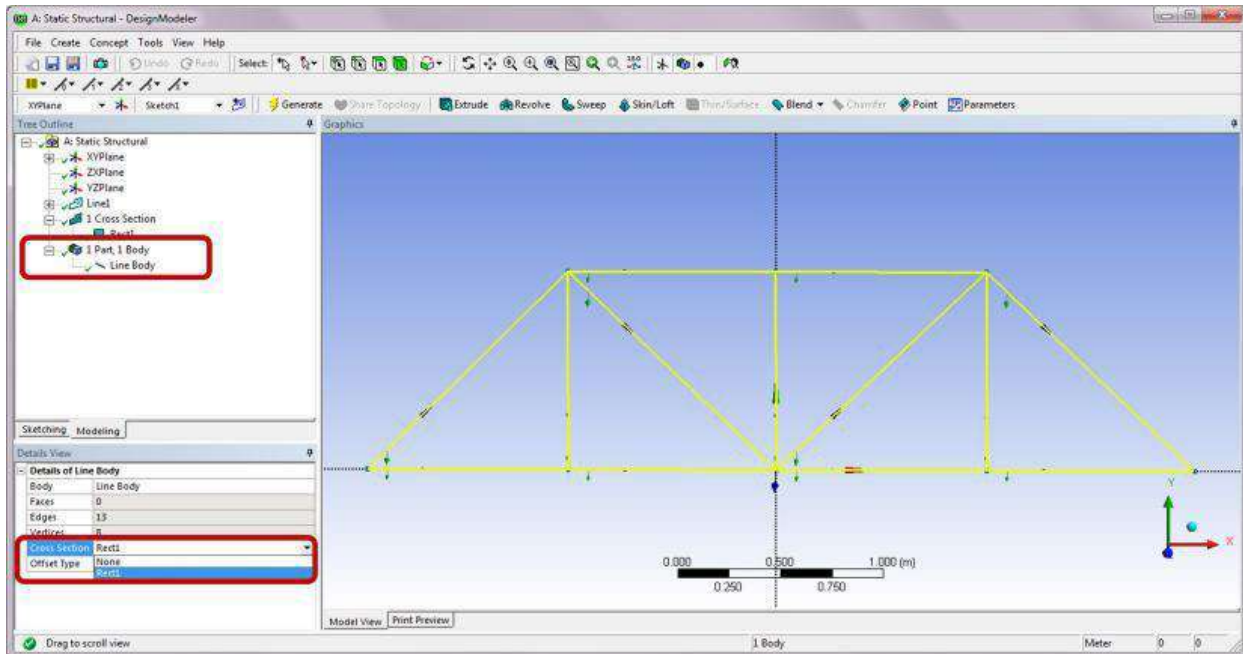 A: Static Structural - DesignModeler
File Create Concept Tools View Help
Undo Redo Select:
XYPlane Sketch1 Generate Share Topology Extrude Revolve Sweep Skin/Loft Thin/Surface Blend Chamfer Point Parameters
Tree Outline
Graphics
A: Static Structural
XYPlane
ZXPlane
YZPlane
Line1
1 Cross Section
Rect1
1 Part, 1 Body
Line Body
Sketching Modeling
Details View
Details of Line Body
Body Line Body
Faces 0
Edges 13
Vertices 8
Cross Section Rect1
Offset Type None
Rect1
Y
X
0.000 0.500 1.000 (m)
0.250 0.750
Model View Print Preview
Drag to scroll view 1 Body Meter 0 0